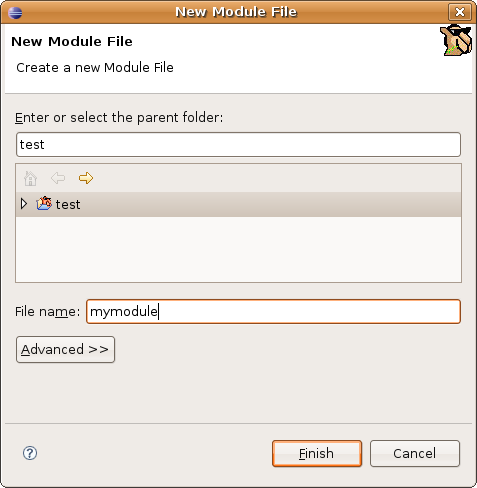 New Module File
New Module File
Create a new Module File
Enter or select the parent folder:
test
test
File name: mymodule
Advanced >>
? Finish Cancel